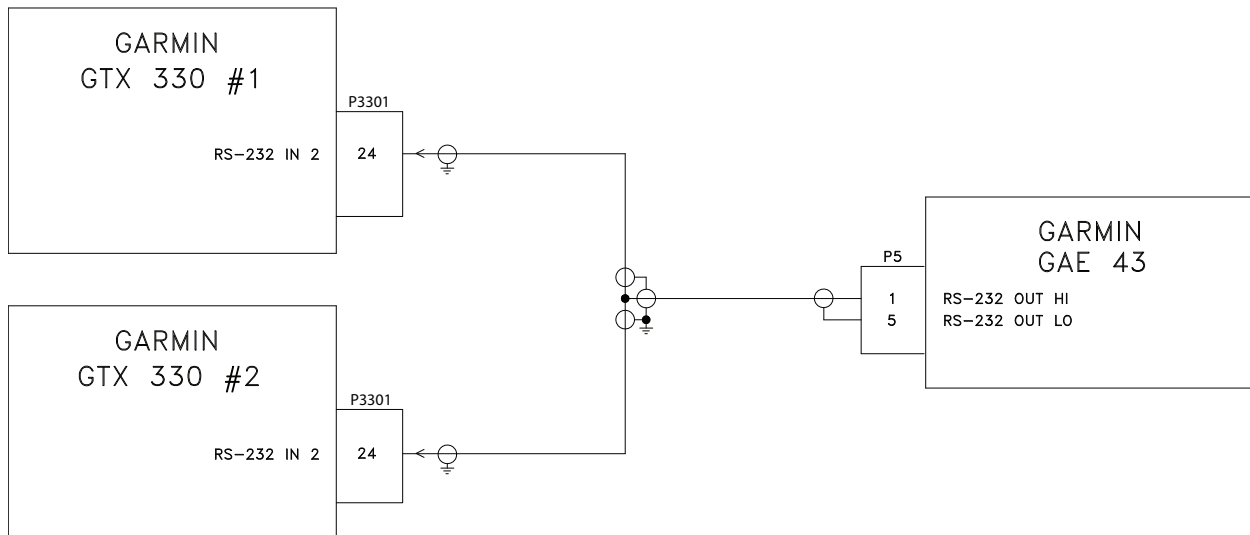 GARMIN
GTX 330 #1
P3301
RS-232 IN 2
24
GARMIN
GAE 43
P5
1
RS-232 OUT HI
5
RS-232 OUT LO
GARMIN
GTX 330 #2
P3301
RS-232 IN 2
24